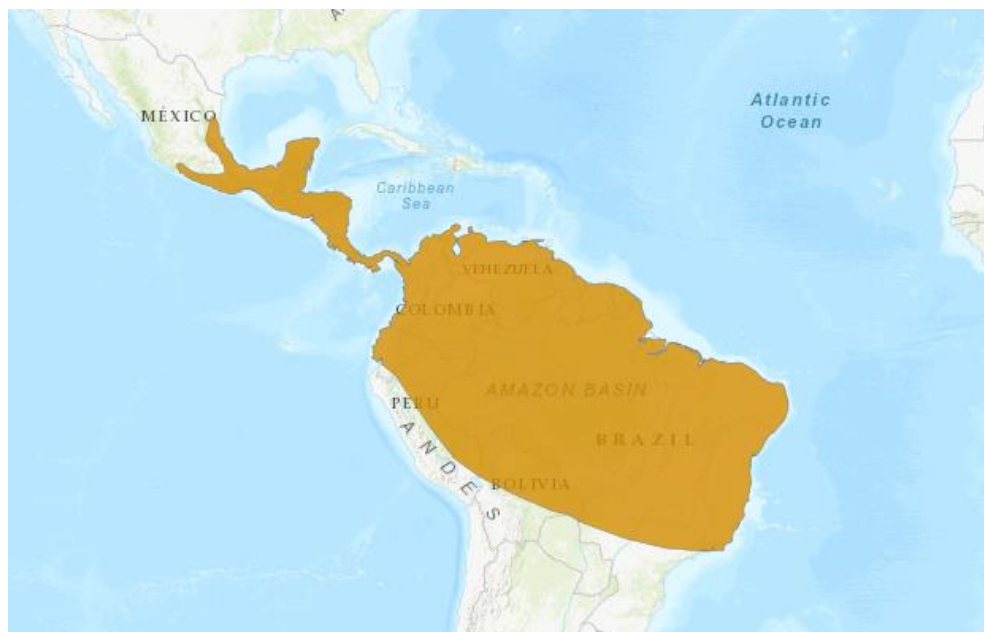 MÉXICO
Atlantic
Ocean
Caribbean
Sea
VENEZUELA
COLOMBIA
AMAZON BASIN
PERU
BRAZIL
ANDES
BOLIVIA